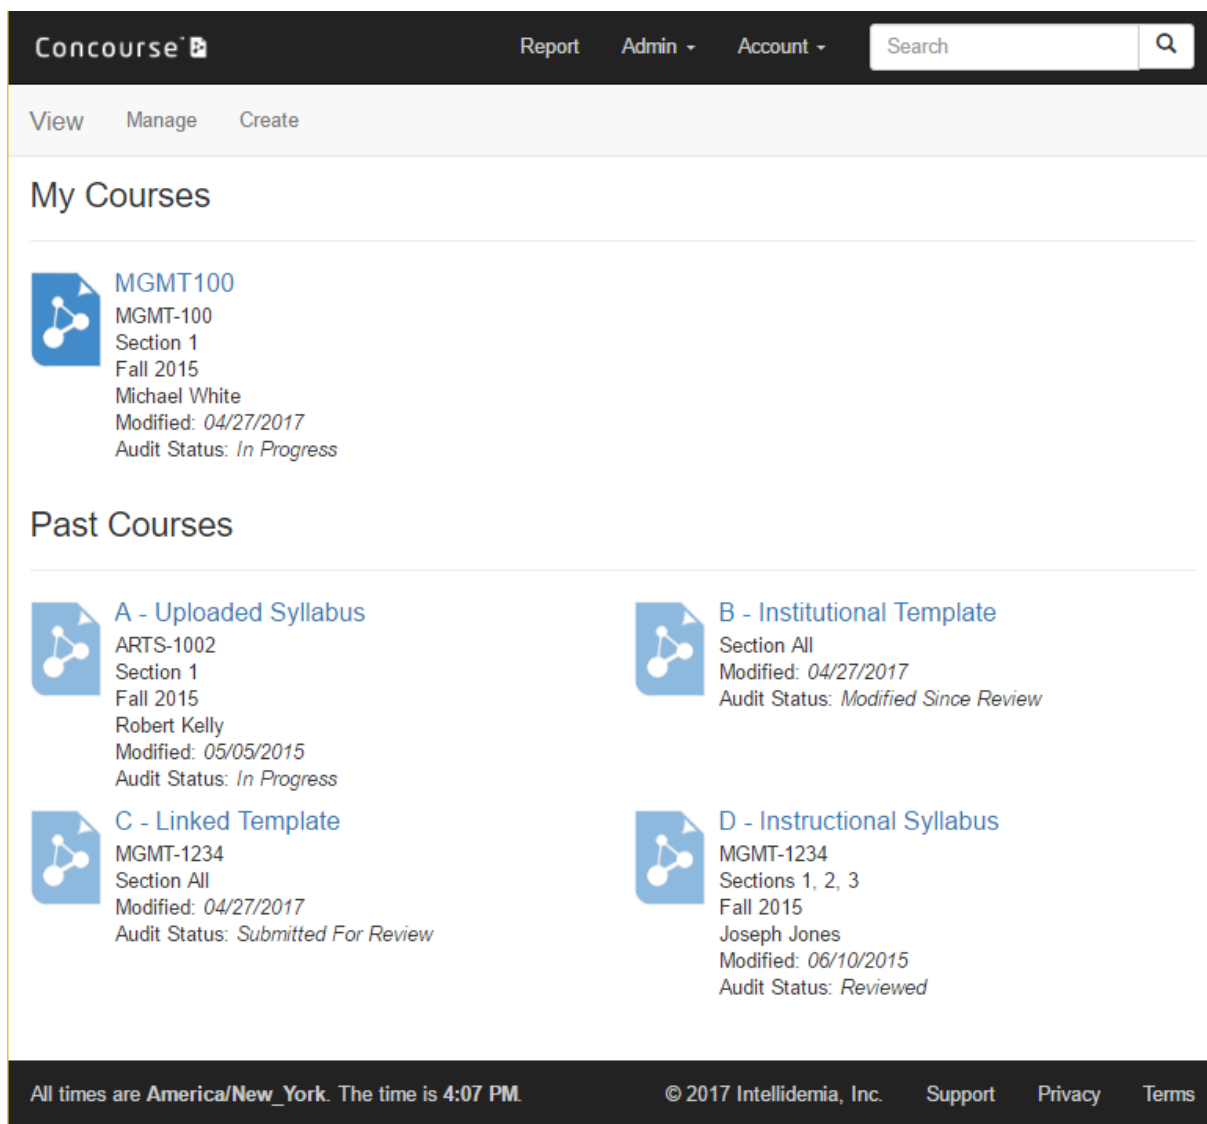 Concourse Report Admin Account Search
View Manage Create
My Courses
MGMT100
MGMT-100
Section 1
Fall 2015
Michael White
Modified: 04/27/2017
Audit Status: In Progress
Past Courses
A - Uploaded Syllabus
ARTS-1002
Section 1
Fall 2015
Robert Kelly
Modified: 05/05/2015
Audit Status: In Progress
B - Institutional Template
Section All
Modified: 04/27/2017
Audit Status: Modified Since Review
C - Linked Template
MGMT-1234
Section All
Modified: 04/27/2017
Audit Status: Submitted For Review
D - Instructional Syllabus
MGMT-1234
Sections 1, 2, 3
Fall 2015
Joseph Jones
Modified: 06/10/2015
Audit Status: Reviewed
All times are America/New_York. The time is 4:07 PM. © 2017 Intellidemia, Inc. Support Privacy Terms